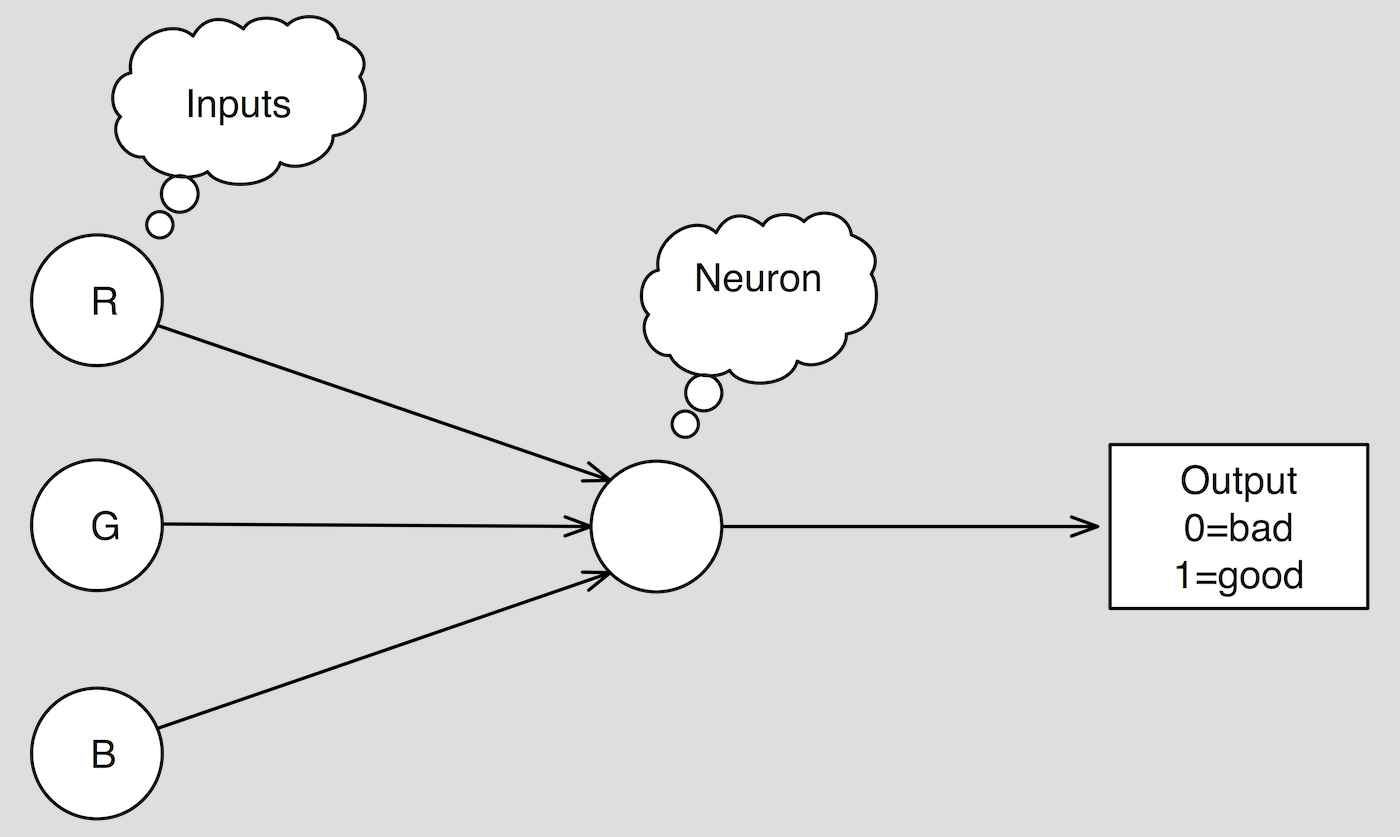 Inputs
R
Neuron
G
B
Output
0=bad
1=good